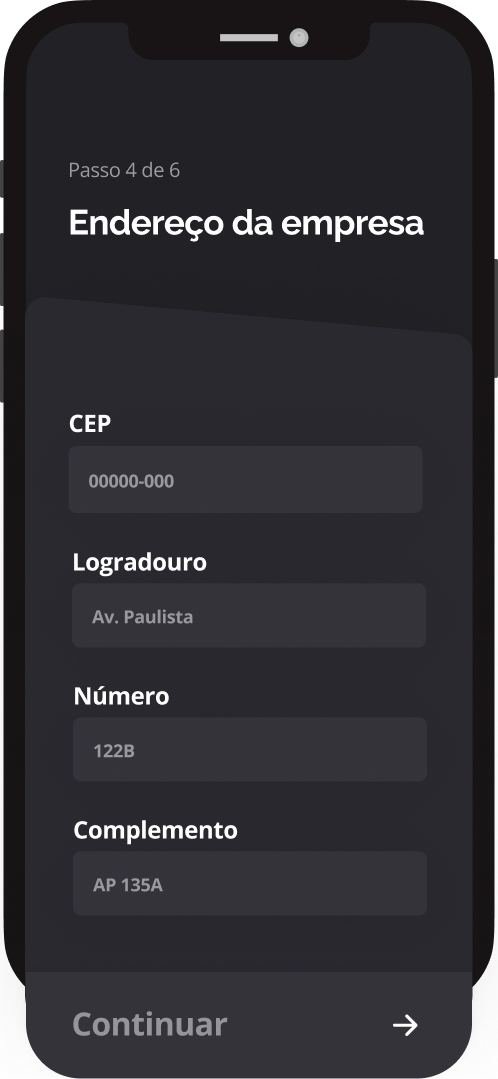 Passo 4 de 6
Endereço da empresa
CEP
00000-000
Logradouro
Av. Paulista
Número
122B
Complemento
AP 135A
Continuar